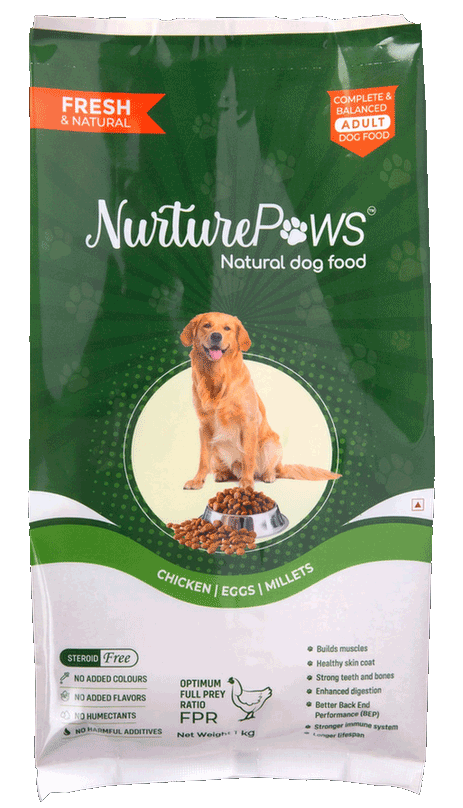 FRESH
& NATURAL
COMPLETE &
BALANCED
ADULT
DOG FOOD
NurturePaWS™
Natural dog food
CHICKEN | EGGS | MILLETS
STEROID Free
NO ADDED COLOURS
NO ADDED FLAVORS
NO HUMECTANTS
NO HARMFUL ADDITIVES
OPTIMUM
FULL PREY
RATIO
FPR
Net Weight 1 kg
Builds muscles
Healthy skin coat
Strong teeth and bones
Enhanced digestion
Better Back End
Performance (BEP)
Stronger immune system
Longer lifespan